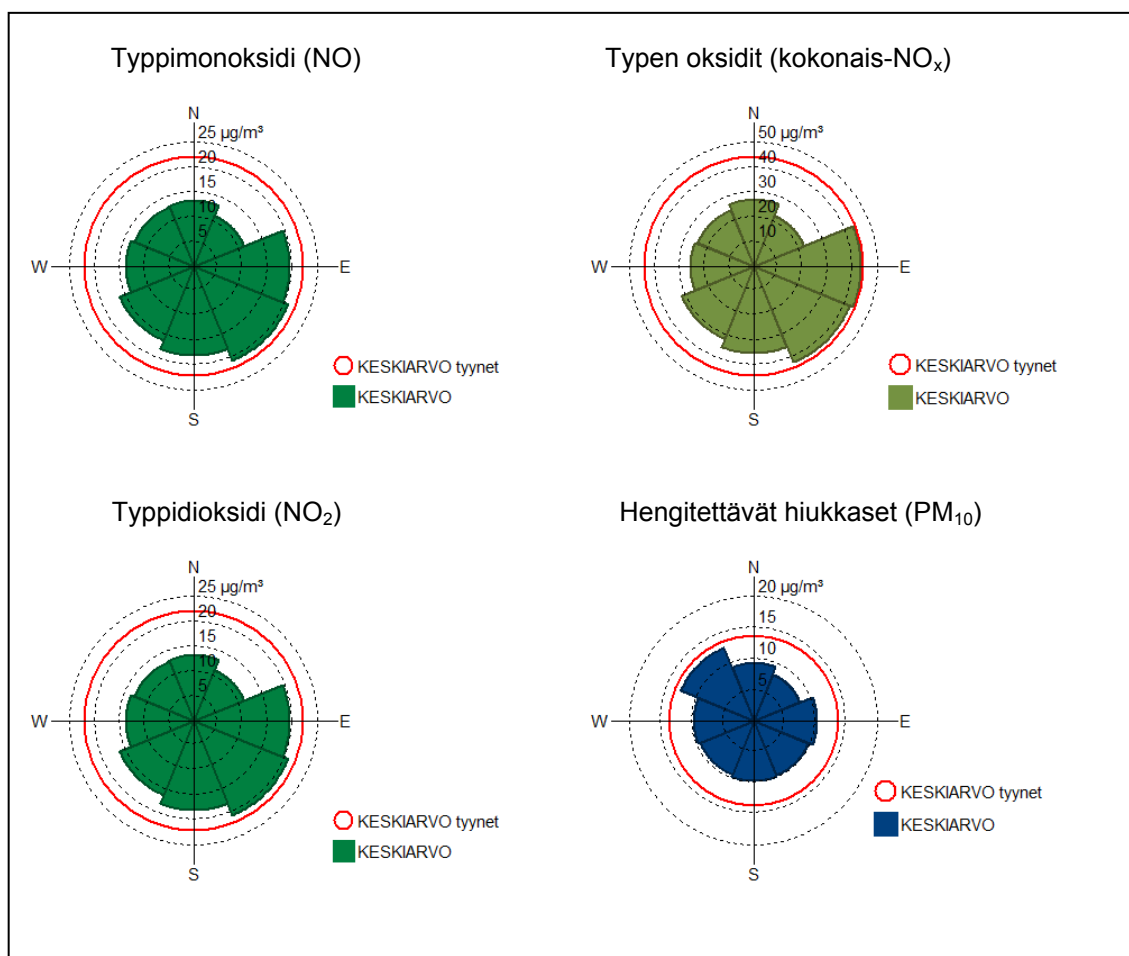 Typpimonoksidi (NO)
N
25 µg/m³
20
15
10
5
W
E
S
KESKIARVO tyynet
KESKIARVO
Typen oksidit (kokonais-NOₓ)
N
50 µg/m³
40
30
20
10
W
E
S
KESKIARVO tyynet
KESKIARVO
Typpidioksidi (NO₂)
N
25 µg/m³
20
15
10
5
W
E
S
KESKIARVO tyynet
KESKIARVO
Hengitettävät hiukkaset (PM₁₀)
N
20 µg/m³
15
10
5
W
E
S
KESKIARVO tyynet
KESKIARVO